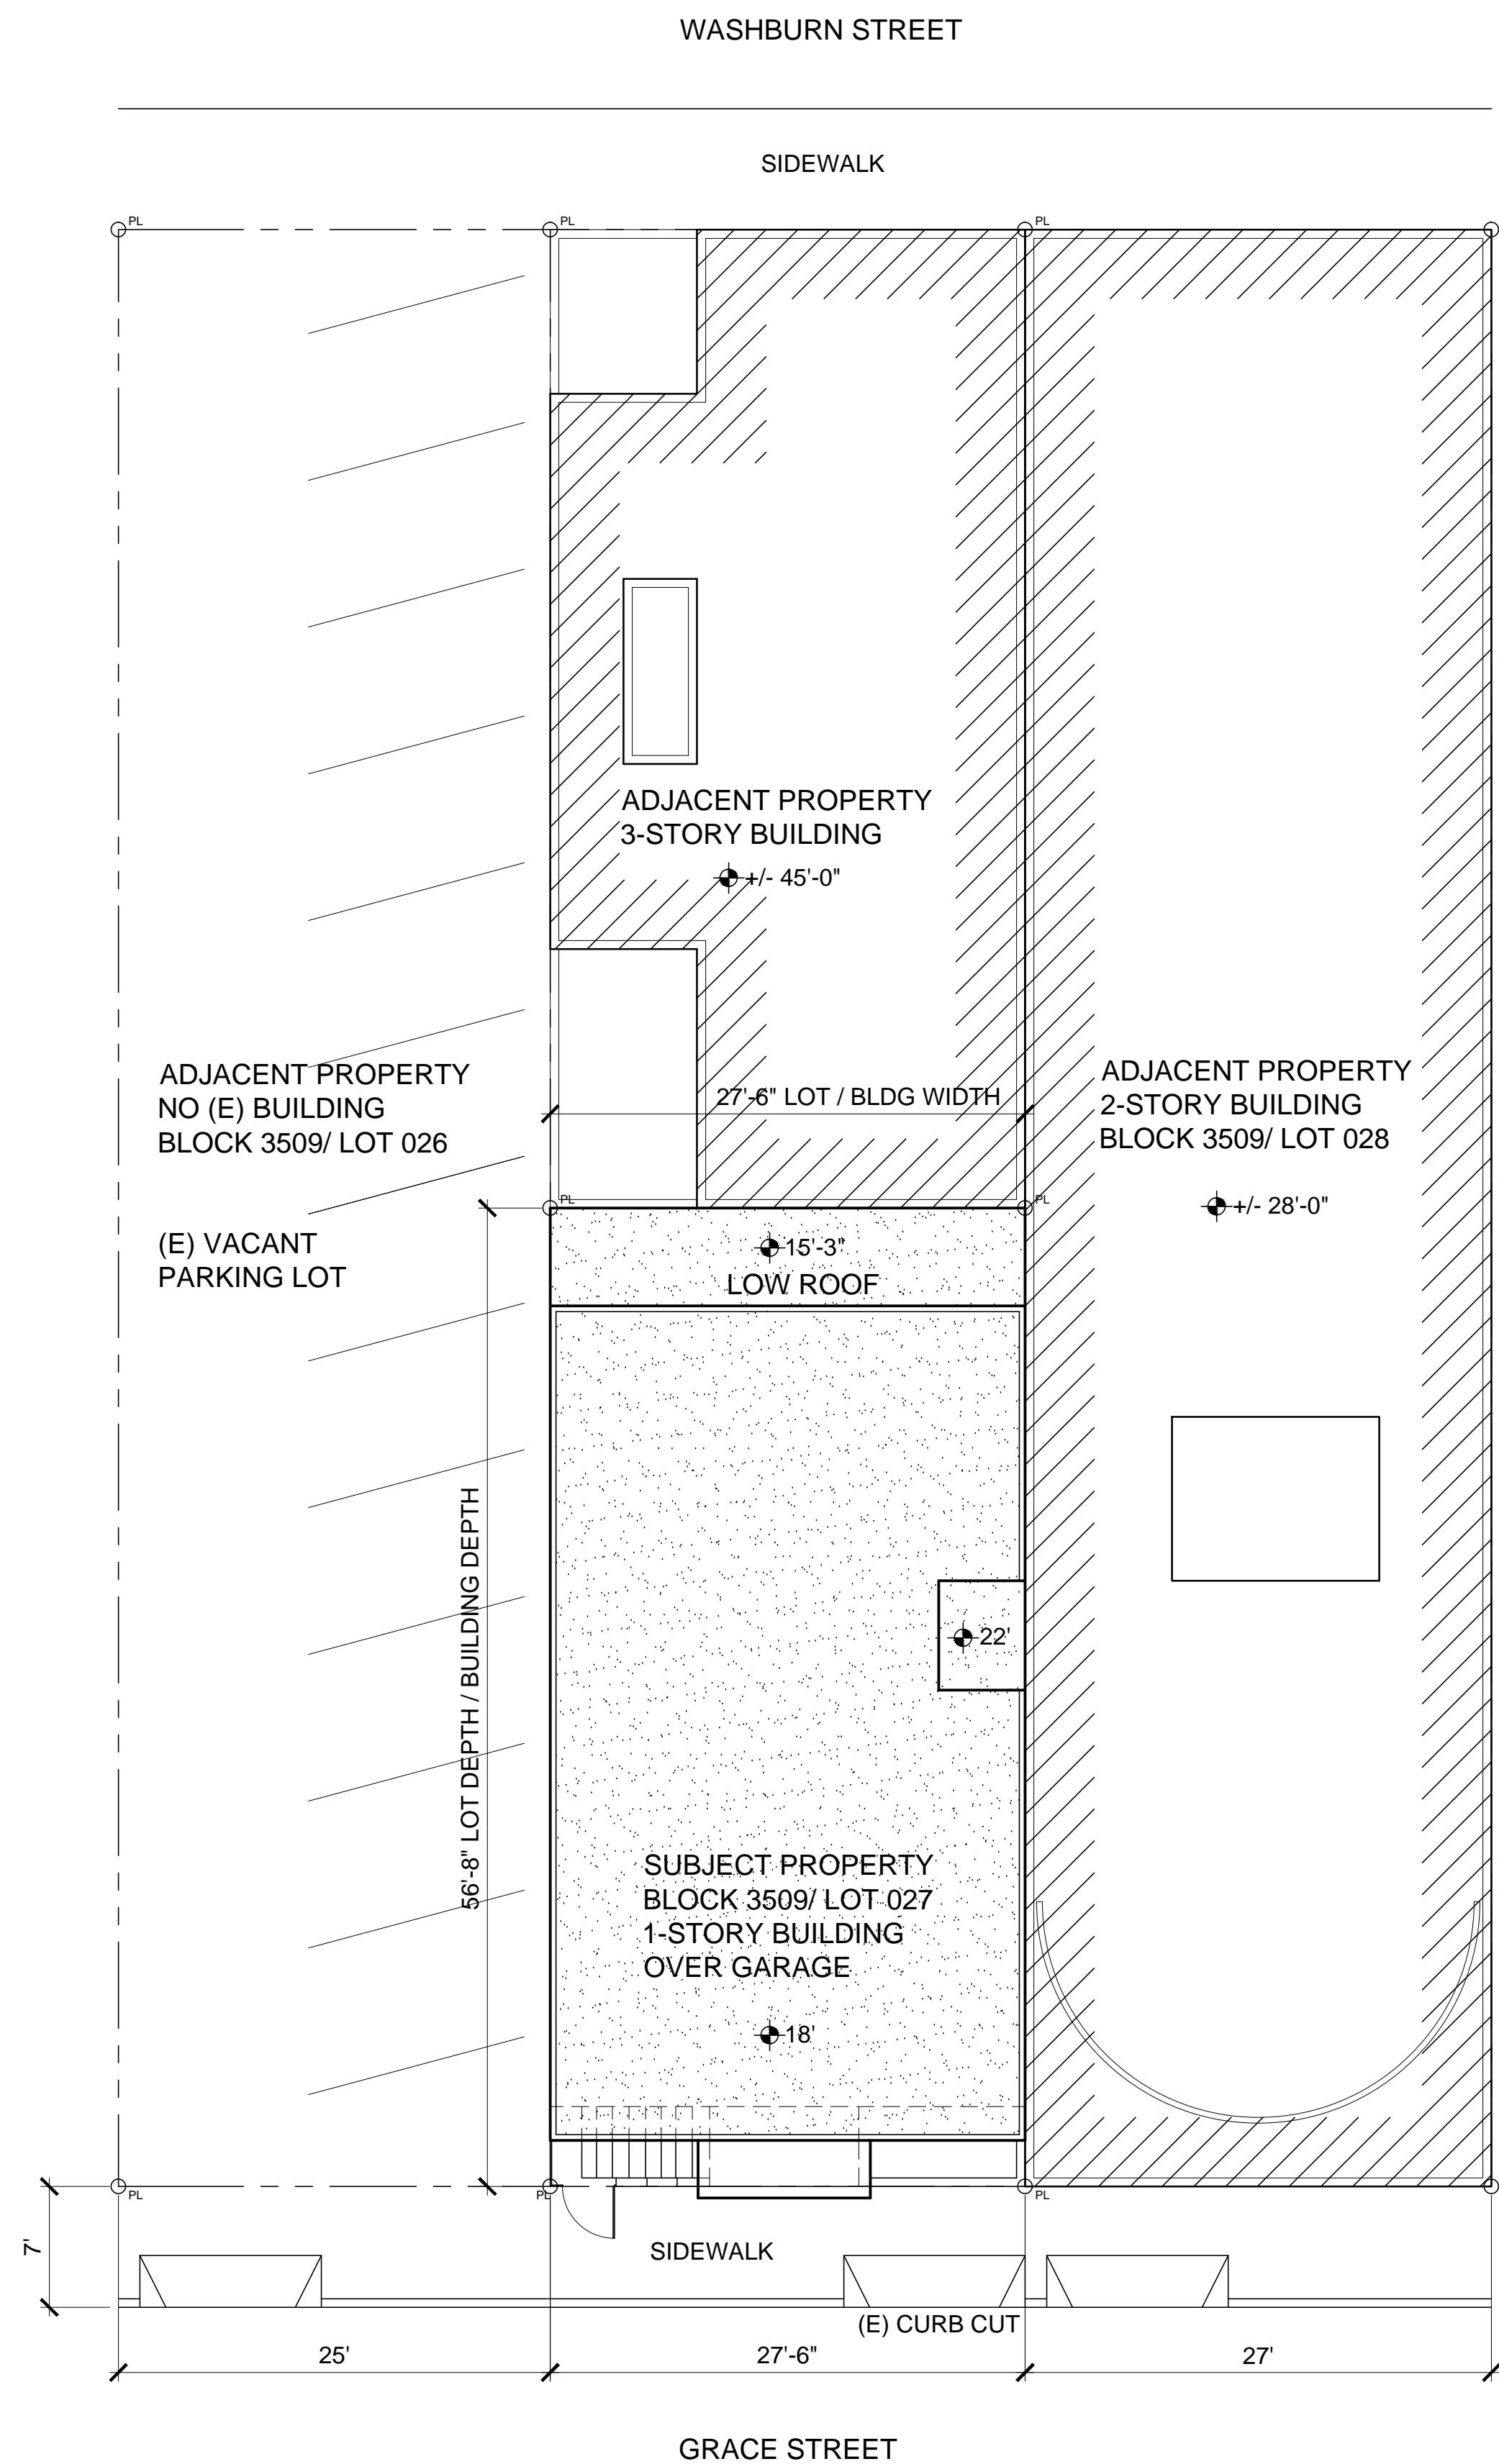 WASHBURN STREET
SIDEWALK
PL
PL
PL
ADJACENT PROPERTY
3-STORY BUILDING
+/- 45'-0"
ADJACENT PROPERTY
NO (E) BUILDING
BLOCK 3509/ LOT 026
27'-6" LOT / BLDG WIDTH
ADJACENT PROPERTY
2-STORY BUILDING
BLOCK 3509/ LOT 028
PL
PL
+/- 28'-0"
(E) VACANT
PARKING LOT
15'-3"
LOW ROOF
56'-8" LOT DEPTH / BUILDING DEPTH
22'
SUBJECT PROPERTY
BLOCK 3509/ LOT 027
1-STORY BUILDING
OVER GARAGE
18'
PL
PL
PL
7'
SIDEWALK
(E) CURB CUT
25'
27'-6"
27'
GRACE STREET